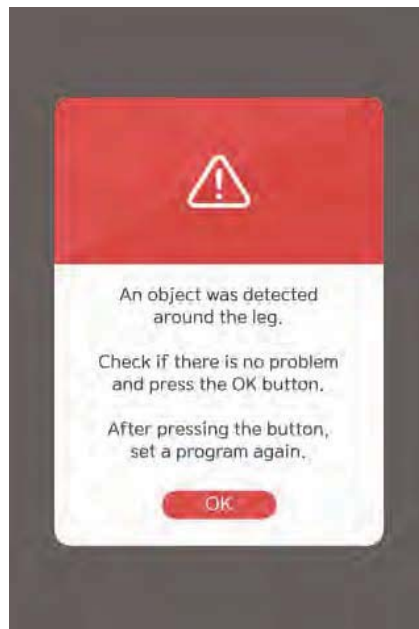 An object was detected
around the leg.
Check if there is no problem
and press the OK button.
After pressing the button,
set a program again.
OK